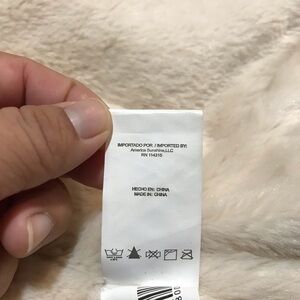 IMPORTADO POR: / IMPORTED BY:
America Sunshine,LLC
RN 114315
HECHO EN: CHINA
MADE IN: CHINA